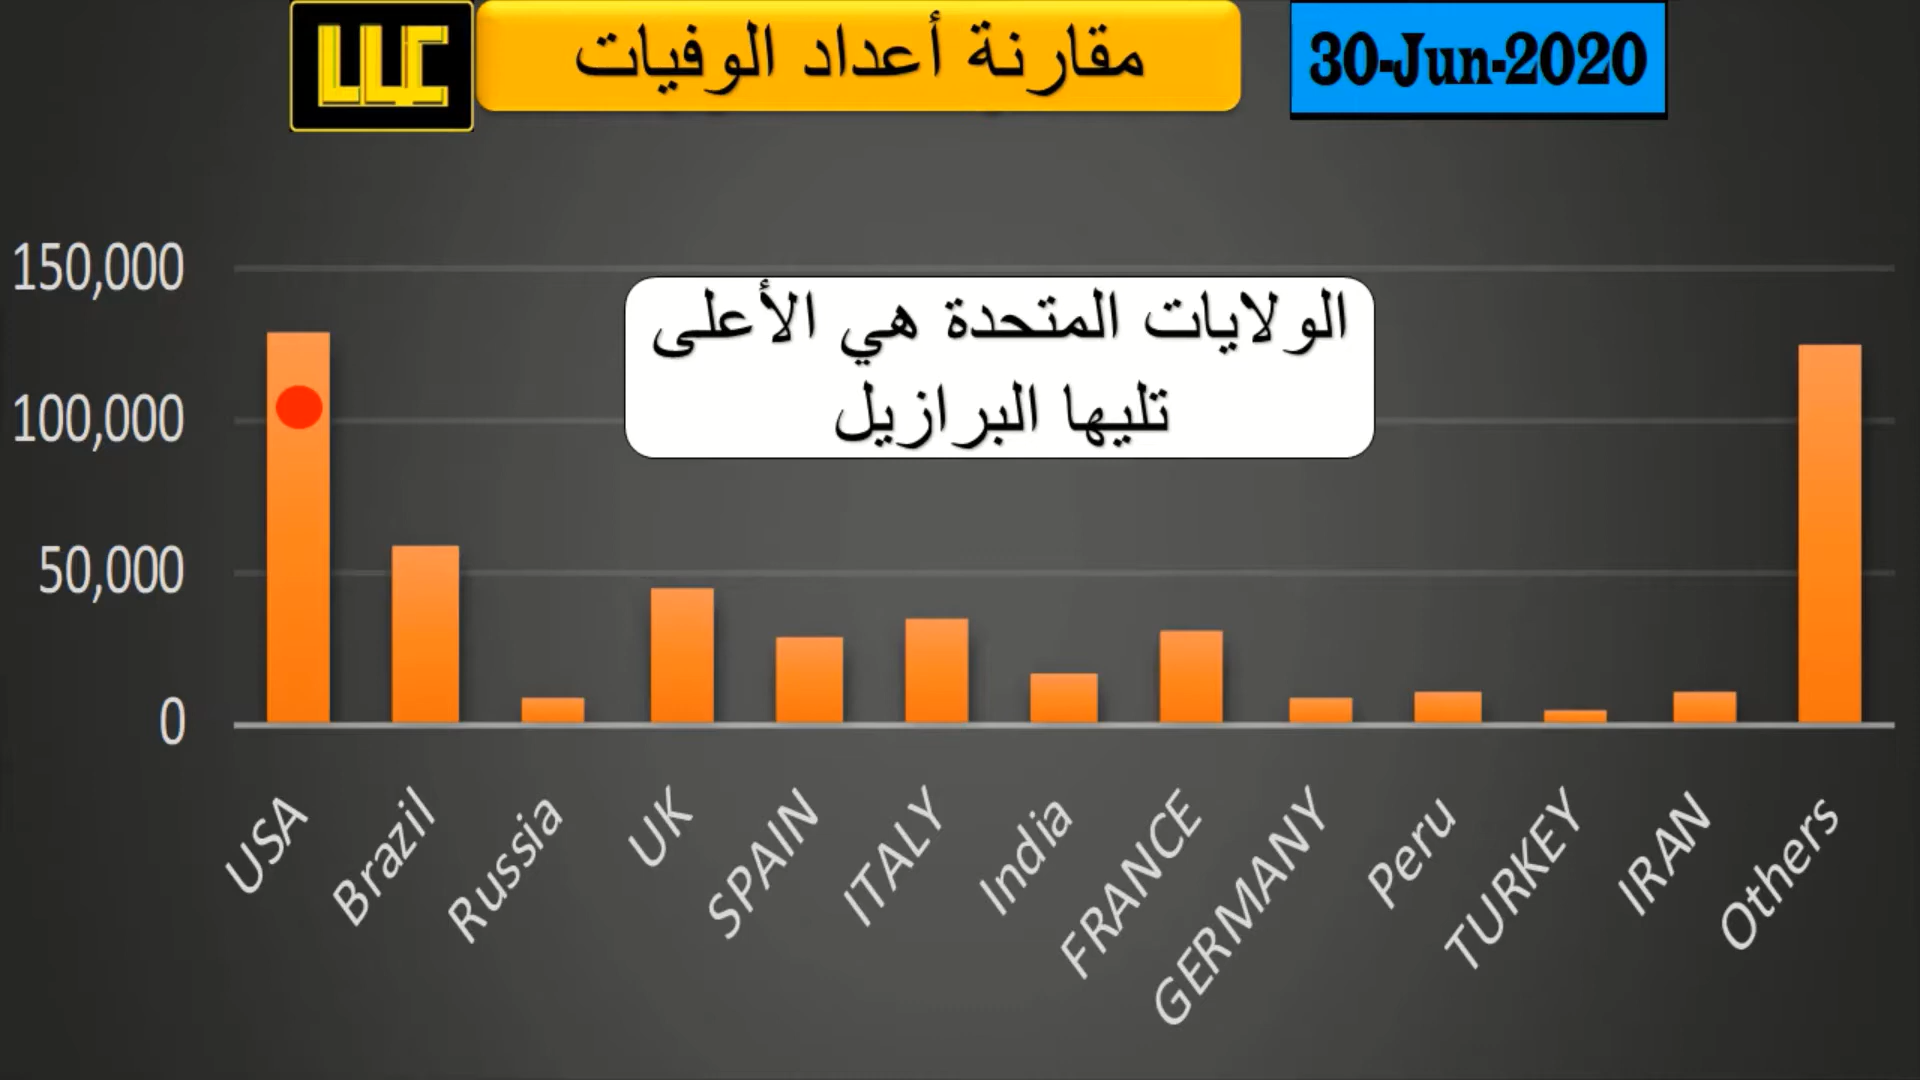 LLC
مقارنة أعداد الوفيات
30-Jun-2020
150,000
الولايات المتحدة هي الأعلى
تليها البرازيل
100,000
50,000
0
USA
Brazil
Russia
UK
SPAIN
ITALY
India
FRANCE
GERMANY
Peru
TURKEY
IRAN
Others